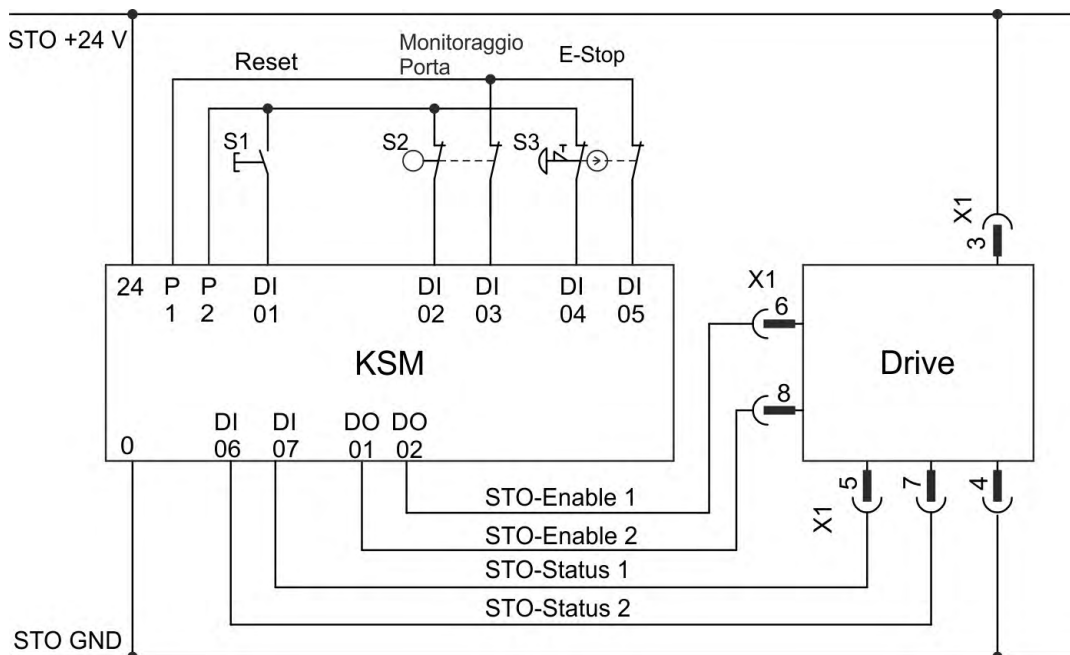 STO +24 V
Reset
Monitoraggio
Porta
E-Stop
S1
S2
S3
X1
3
24 P P DI DI DI DI DI
1 2 01 02 03 04 05
X1
6
KSM
Drive
8
0
DI DI DO DO
06 07 01 02
5
7
4
X1
STO-Enable 1
STO-Enable 2
STO-Status 1
STO-Status 2
STO GND